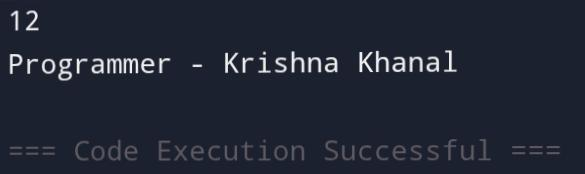 12
Programmer - Krishna Khanal
=== Code Execution Successful ===